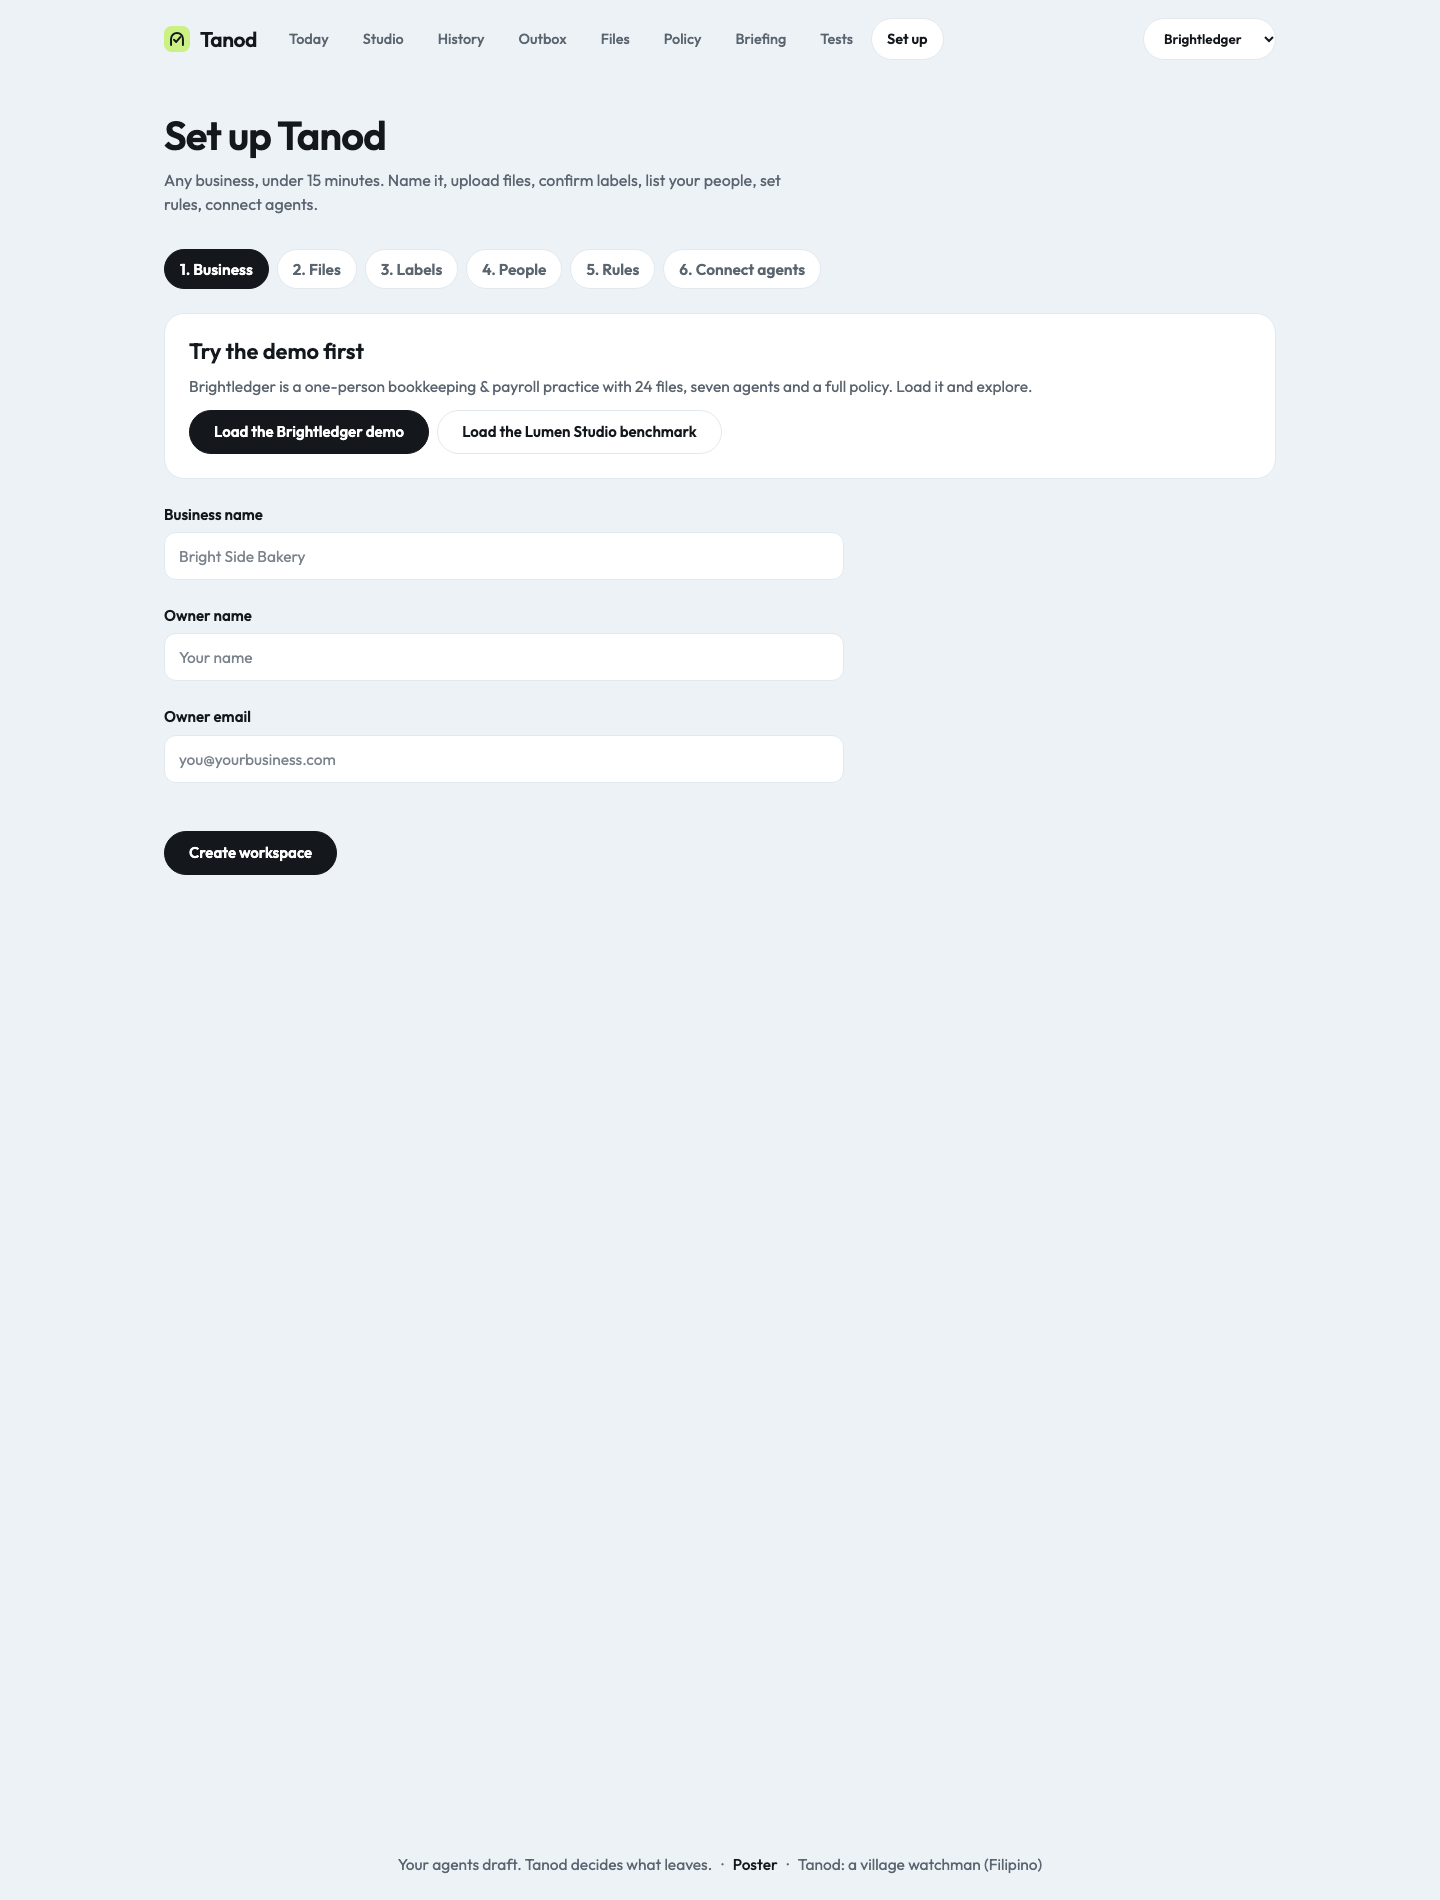 Tanod
Today
Studio
History
Outbox
Files
Policy
Briefing
Tests
Set up
Brightledger
Set up Tanod
Any business, under 15 minutes. Name it, upload files, confirm labels, list your people, set
rules, connect agents.
1. Business
2. Files
3. Labels
4. People
5. Rules
6. Connect agents
Try the demo first
Brightledger is a one-person bookkeeping & payroll practice with 24 files, seven agents and a full policy. Load it and explore.
Load the Brightledger demo
Load the Lumen Studio benchmark
Business name
Bright Side Bakery
Owner name
Your name
Owner email
you@yourbusiness.com
Create workspace
Your agents draft. Tanod decides what leaves. · Poster · Tanod: a village watchman (Filipino)